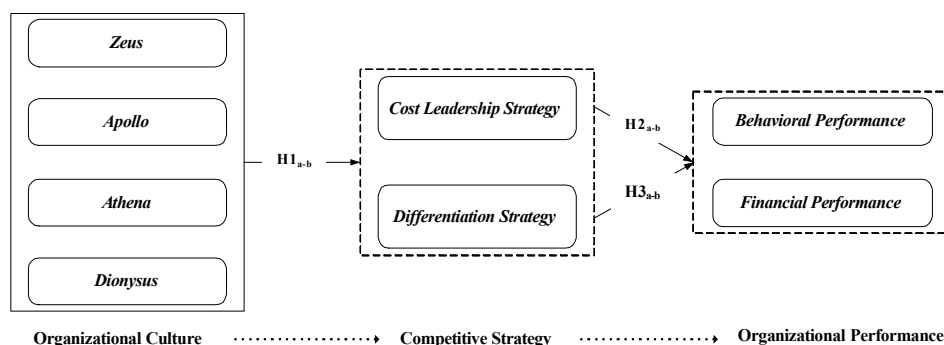 Zeus
Apollo
Athena
Dionysus
H1a-b
Cost Leadership Strategy
Differentiation Strategy
H2a-b
H3a-b
Behavioral Performance
Financial Performance
Organizational Culture
Competitive Strategy
Organizational Performance